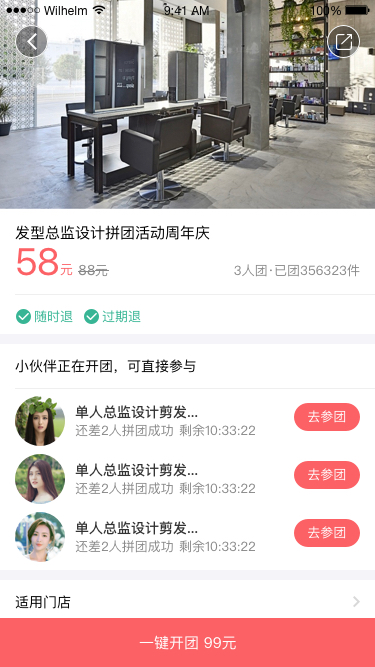 Wilhelm 9:41 AM 100%
发型总监设计拼团活动周年庆
58元 88元 3人团·已团356323件
随时退 过期退
小伙伴正在开团，可直接参与
单人总监设计剪发...
还差2人拼团成功 剩余10:33:22
去参团
单人总监设计剪发...
还差2人拼团成功 剩余10:33:22
去参团
单人总监设计剪发...
还差2人拼团成功 剩余10:33:22
去参团
适用门店
一键开团 99元